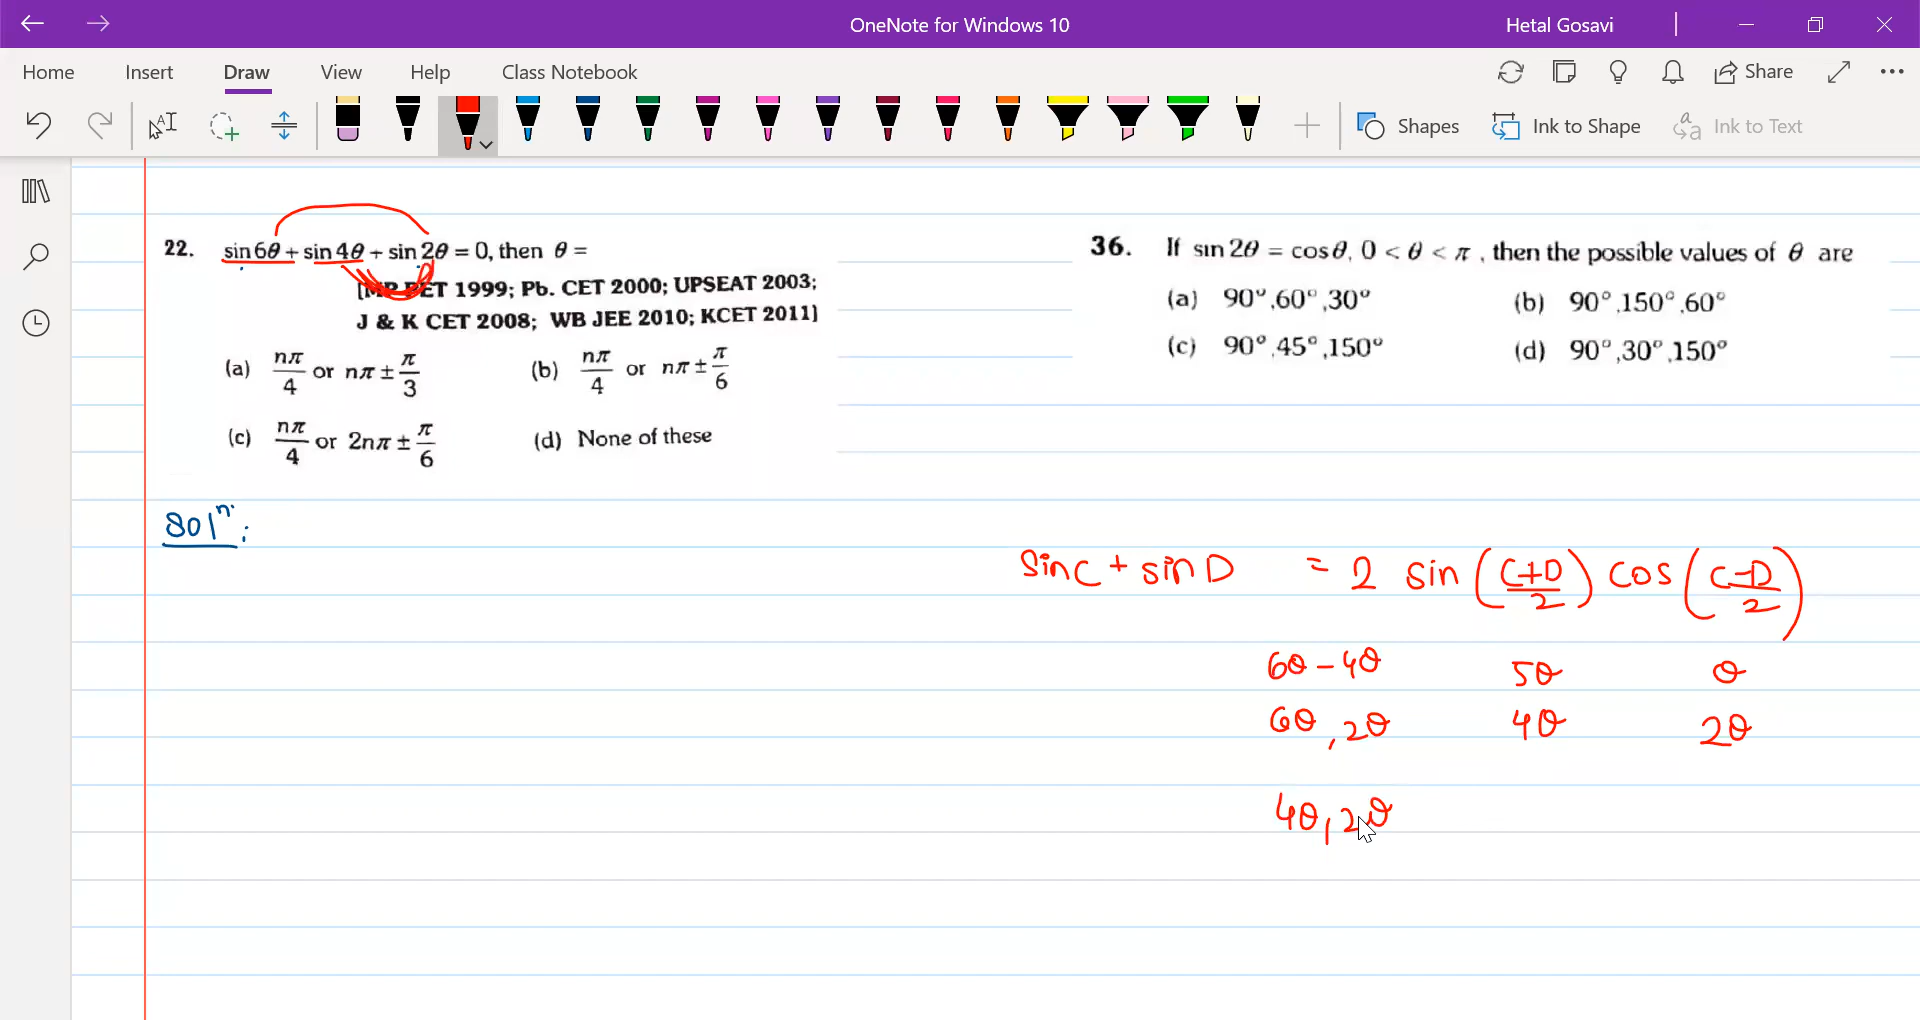 OneNote for Windows 10
Hetal Gosavi
Home Insert Draw View Help Class Notebook
Share
Shapes Ink to Shape Ink to Text
22. sin 6θ + sin 4θ + sin 2θ = 0, then θ =
[MP PET 1999; Pb. CET 2000; UPSEAT 2003;
J & K CET 2008; WB JEE 2010; KCET 2011]
(a) nπ/4 or nπ ± π/3 (b) nπ/4 or nπ ± π/6
(c) nπ/4 or 2nπ ± π/6 (d) None of these
36. If sin 2θ = cos θ, 0 < θ < π, then the possible values of θ are
(a) 90°, 60°, 30° (b) 90°, 150°, 60°
(c) 90°, 45°, 150° (d) 90°, 30°, 150°
Solⁿ. :
sin C + sin D = 2 sin ((C+D)/2) cos ((C-D)/2)
6θ - 4θ 5θ θ
6θ, 2θ 4θ 2θ
4θ, 2θ